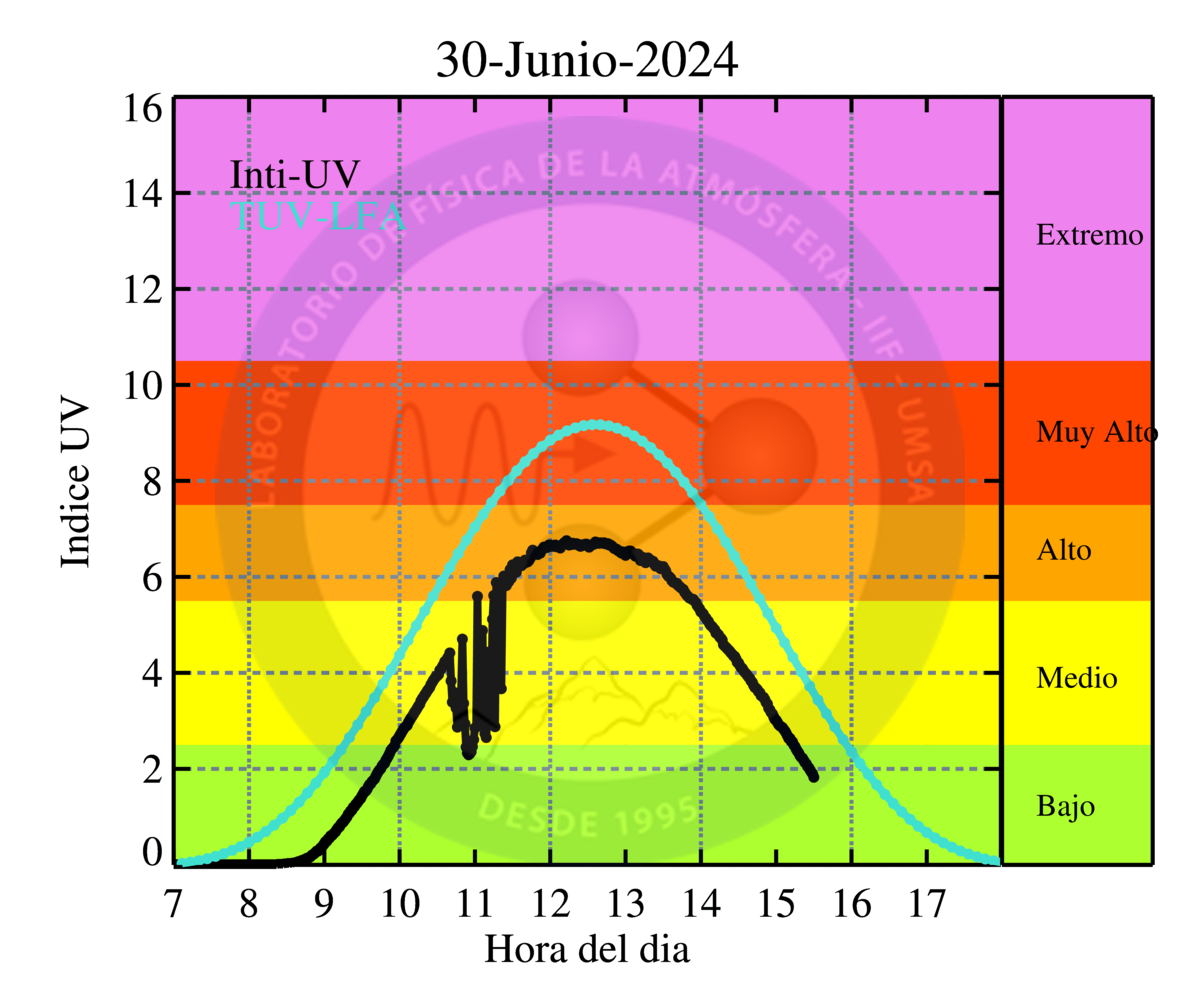 30-Junio-2024
16
14
12
10
8
6
4
2
0
Indice UV
Inti-UV
TUV-LFA
LABORATORIO DE FÍSICA DE LA ATMÓSFERA - IIF - UMSA
DESDE 1995
Extremo
Muy Alto
Alto
Medio
Bajo
7 8 9 10 11 12 13 14 15 16 17
Hora del dia